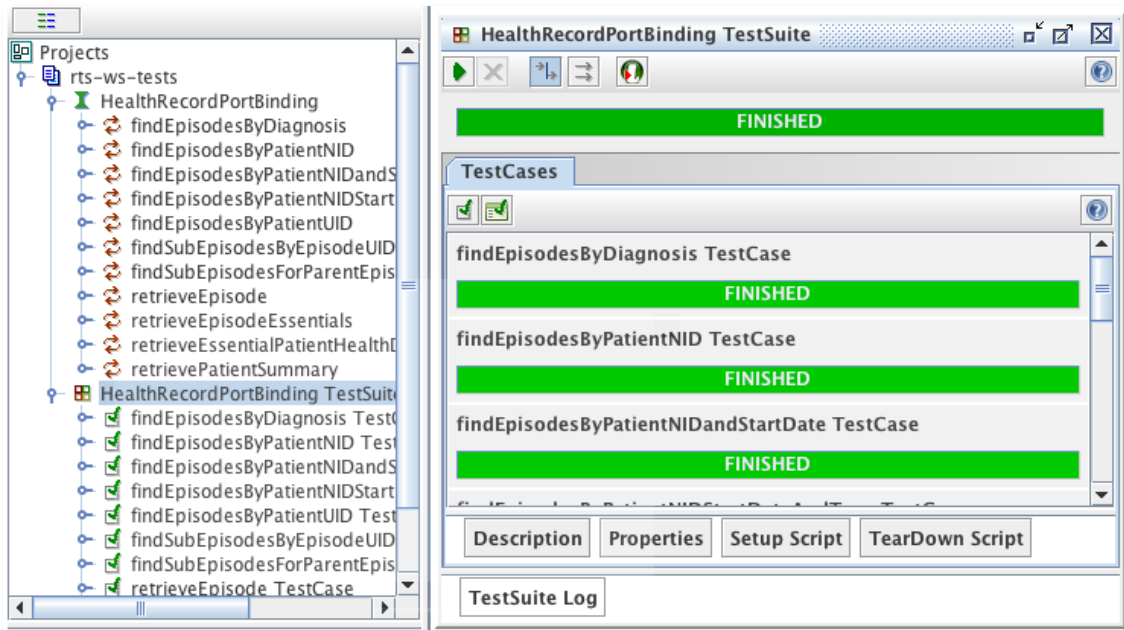 Projects
rts-ws-tests
HealthRecordPortBinding
findEpisodesByDiagnosis
findEpisodesByPatientNID
findEpisodesByPatientNIDandS
findEpisodesByPatientNIDStart
findEpisodesByPatientUID
findSubEpisodesByEpisodeUID
findSubEpisodesForParentEpis
retrieveEpisode
retrieveEpisodeEssentials
retrieveEssentialPatientHealthD
retrievePatientSummary
HealthRecordPortBinding TestSuite
findEpisodesByDiagnosis TestC
findEpisodesByPatientNID Test
findEpisodesByPatientNIDandS
findEpisodesByPatientNIDStart
findEpisodesByPatientUID Test
findSubEpisodesByEpisodeUID
findSubEpisodesForParentEpis
retrieveEpisode TestCase
HealthRecordPortBinding TestSuite
FINISHED
TestCases
findEpisodesByDiagnosis TestCase
FINISHED
findEpisodesByPatientNID TestCase
FINISHED
findEpisodesByPatientNIDandStartDate TestCase
FINISHED
Description Properties Setup Script TearDown Script
TestSuite Log